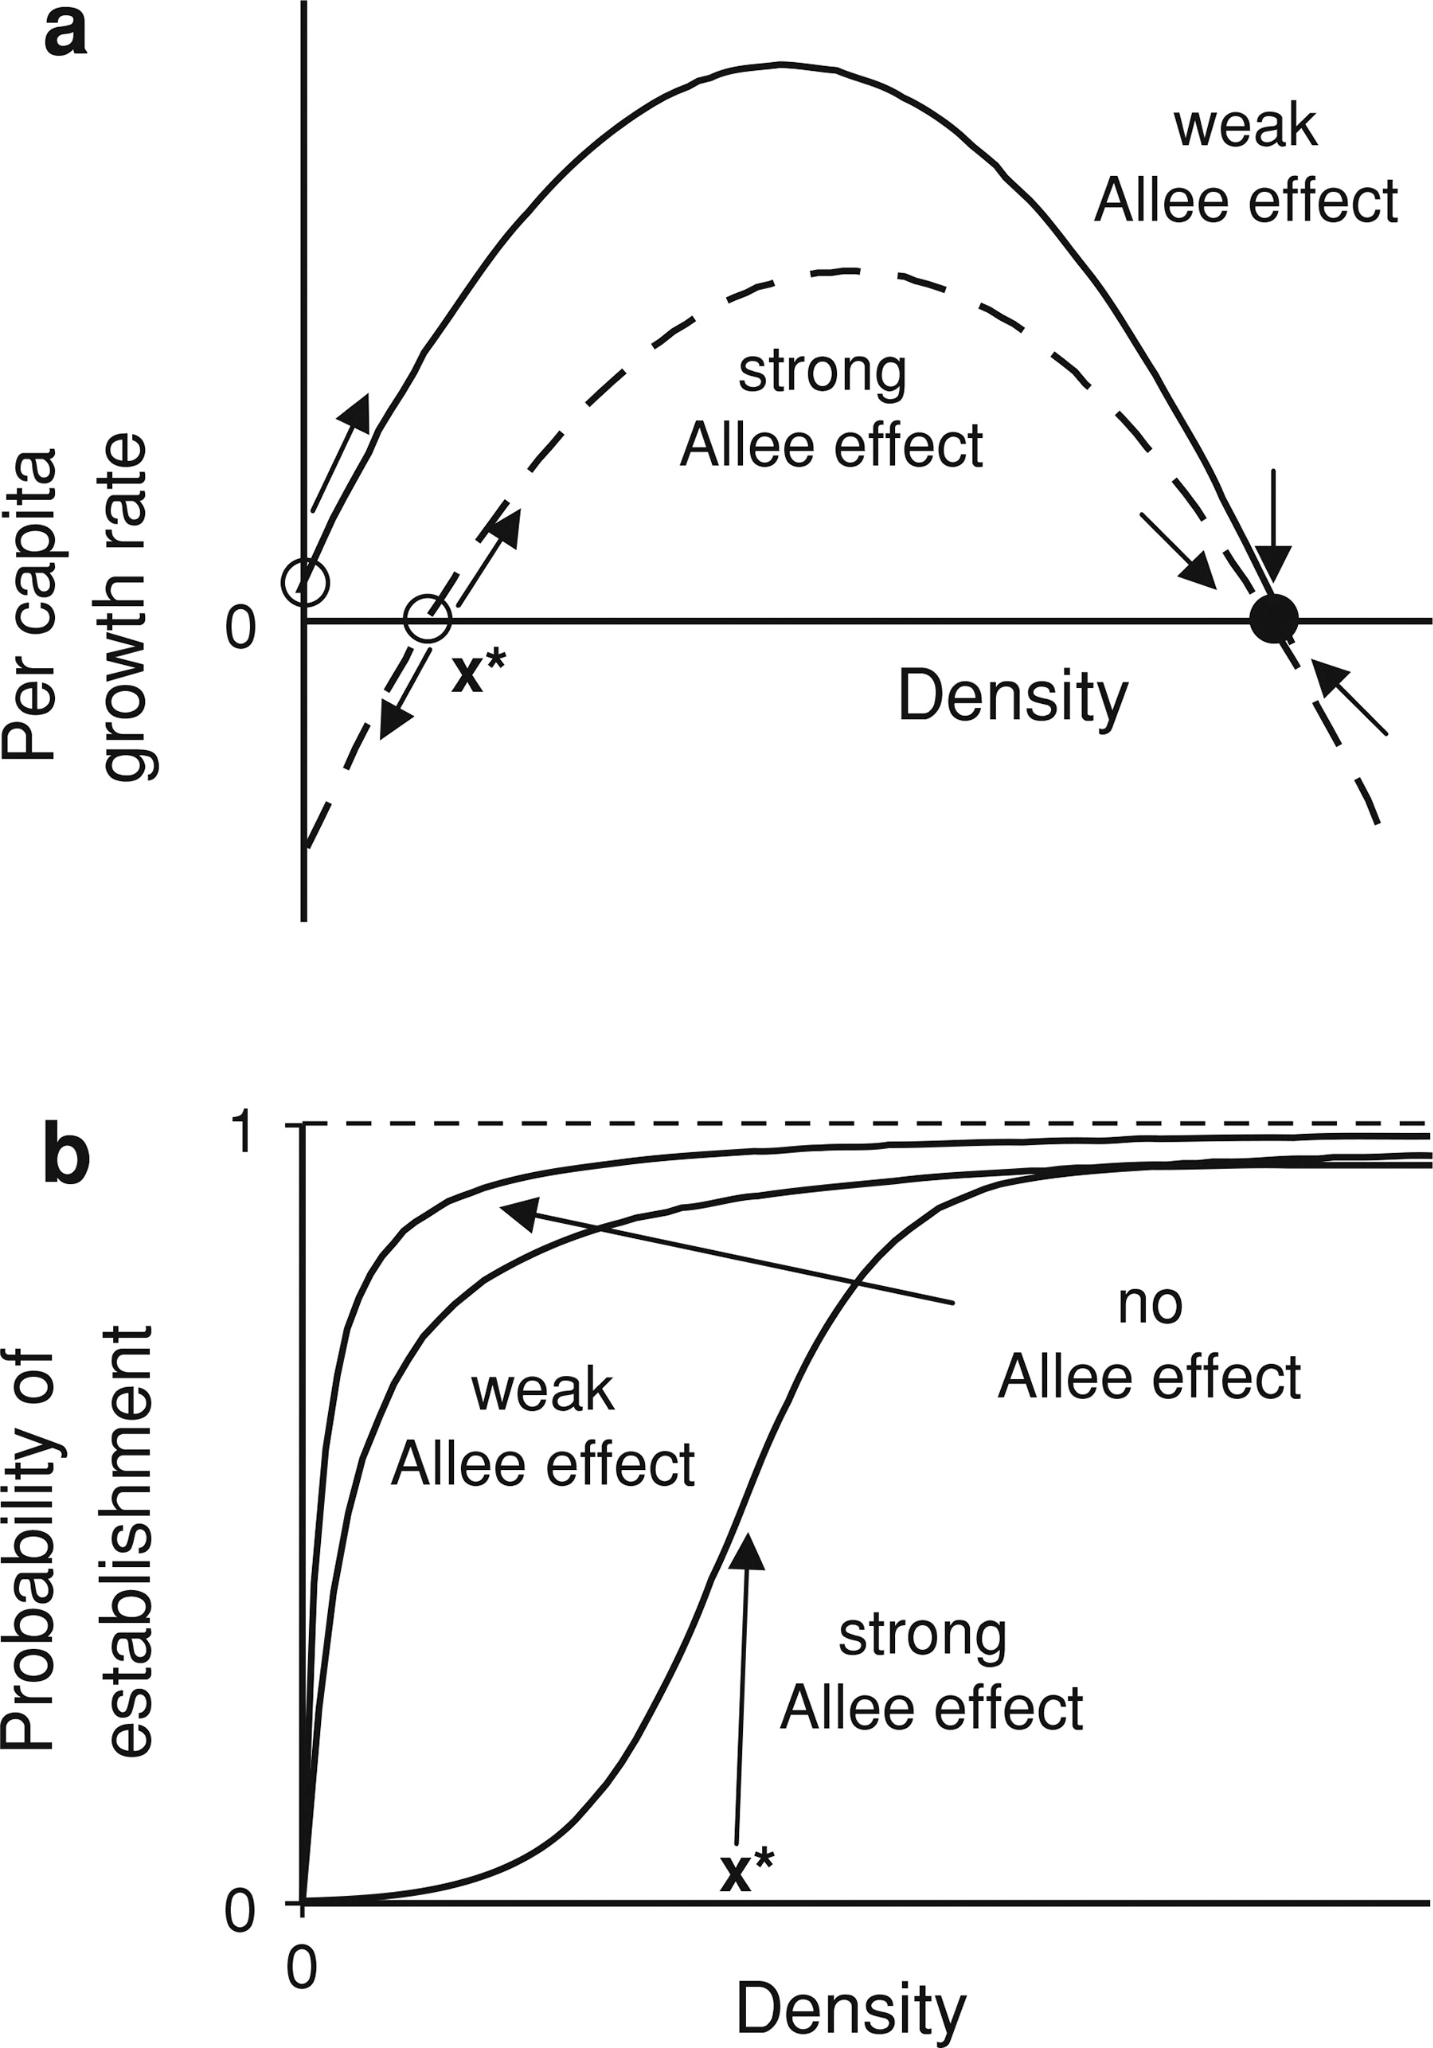 a
weak
Allee effect
strong
Allee effect
Per capita
growth rate
0
x*
Density
b
1
no
Allee effect
weak
Allee effect
Probability of
establishment
strong
Allee effect
x*
0
0
Density